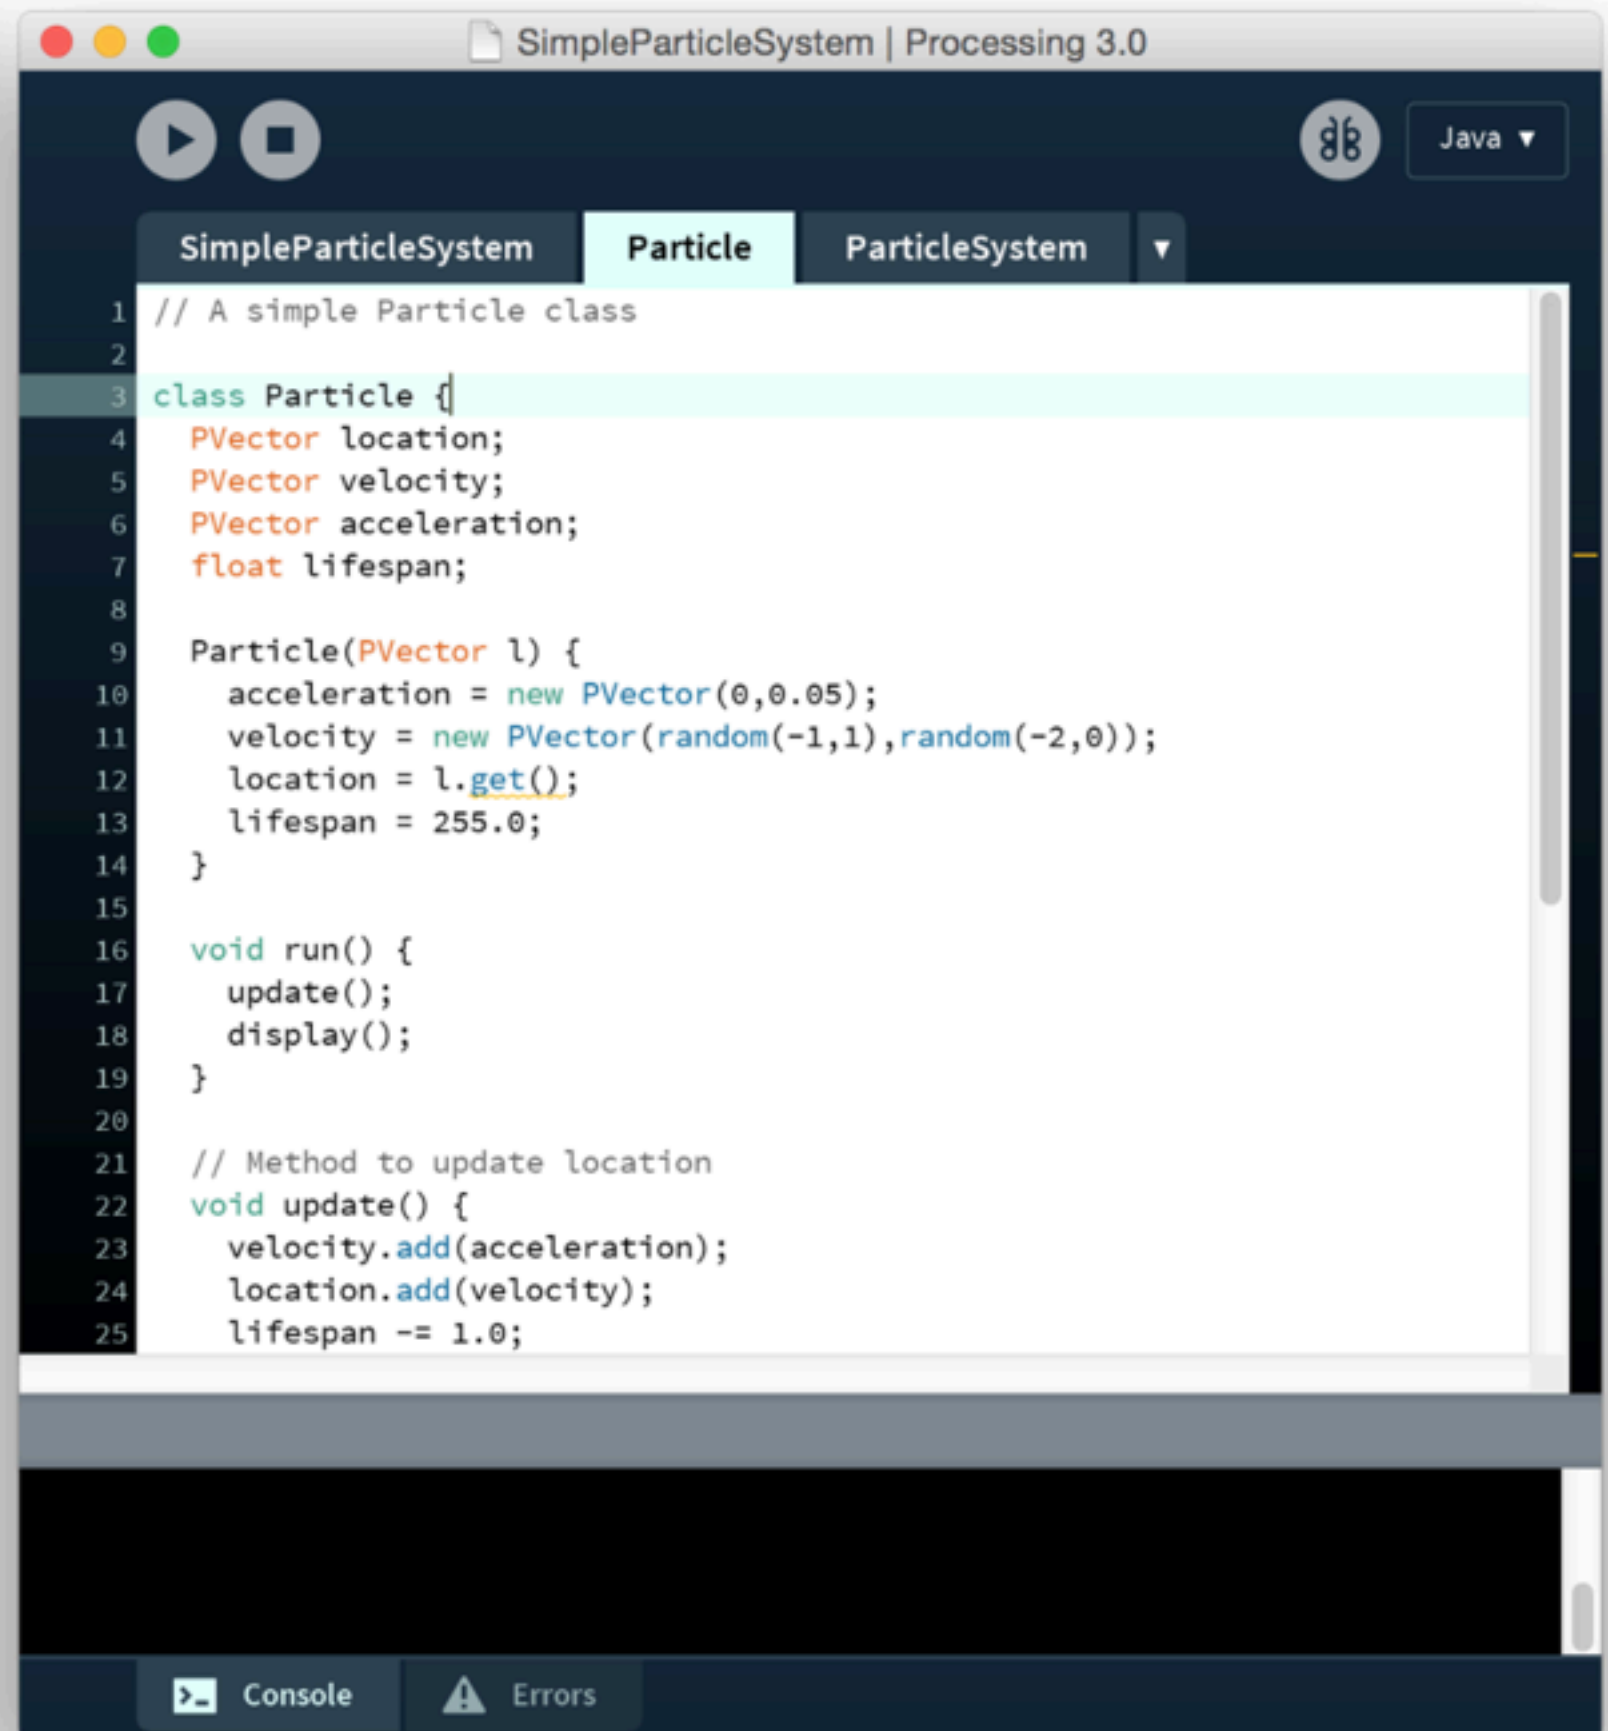 SimpleParticleSystem | Processing 3.0
Java ▼
SimpleParticleSystem Particle ParticleSystem ▼
1 // A simple Particle class
2
3 class Particle {
4   PVector location;
5   PVector velocity;
6   PVector acceleration;
7   float lifespan;
8
9   Particle(PVector l) {
10     acceleration = new PVector(0,0.05);
11     velocity = new PVector(random(-1,1),random(-2,0));
12     location = l.get();
13     lifespan = 255.0;
14   }
15
16   void run() {
17     update();
18     display();
19   }
20
21   // Method to update location
22   void update() {
23     velocity.add(acceleration);
24     location.add(velocity);
25     lifespan -= 1.0;
Console Errors